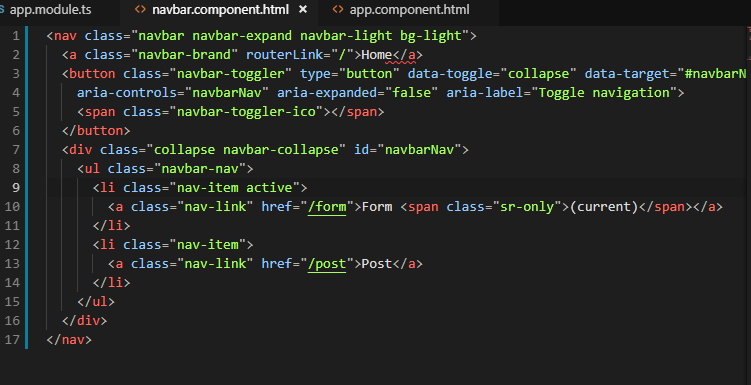 app.module.ts navbar.component.html × app.component.html
1 <nav class="navbar navbar-expand navbar-light bg-light">
2 <a class="navbar-brand" routerLink="/">Home</a>
3 <button class="navbar-toggler" type="button" data-toggle="collapse" data-target="#navbarN
4 aria-controls="navbarNav" aria-expanded="false" aria-label="Toggle navigation">
5 <span class="navbar-toggler-ico"></span>
6 </button>
7 <div class="collapse navbar-collapse" id="navbarNav">
8 <ul class="navbar-nav">
9 <li class="nav-item active">
10 <a class="nav-link" href="/form">Form <span class="sr-only">(current)</span></a>
11 </li>
12 <li class="nav-item">
13 <a class="nav-link" href="/post">Post</a>
14 </li>
15 </ul>
16 </div>
17 </nav>